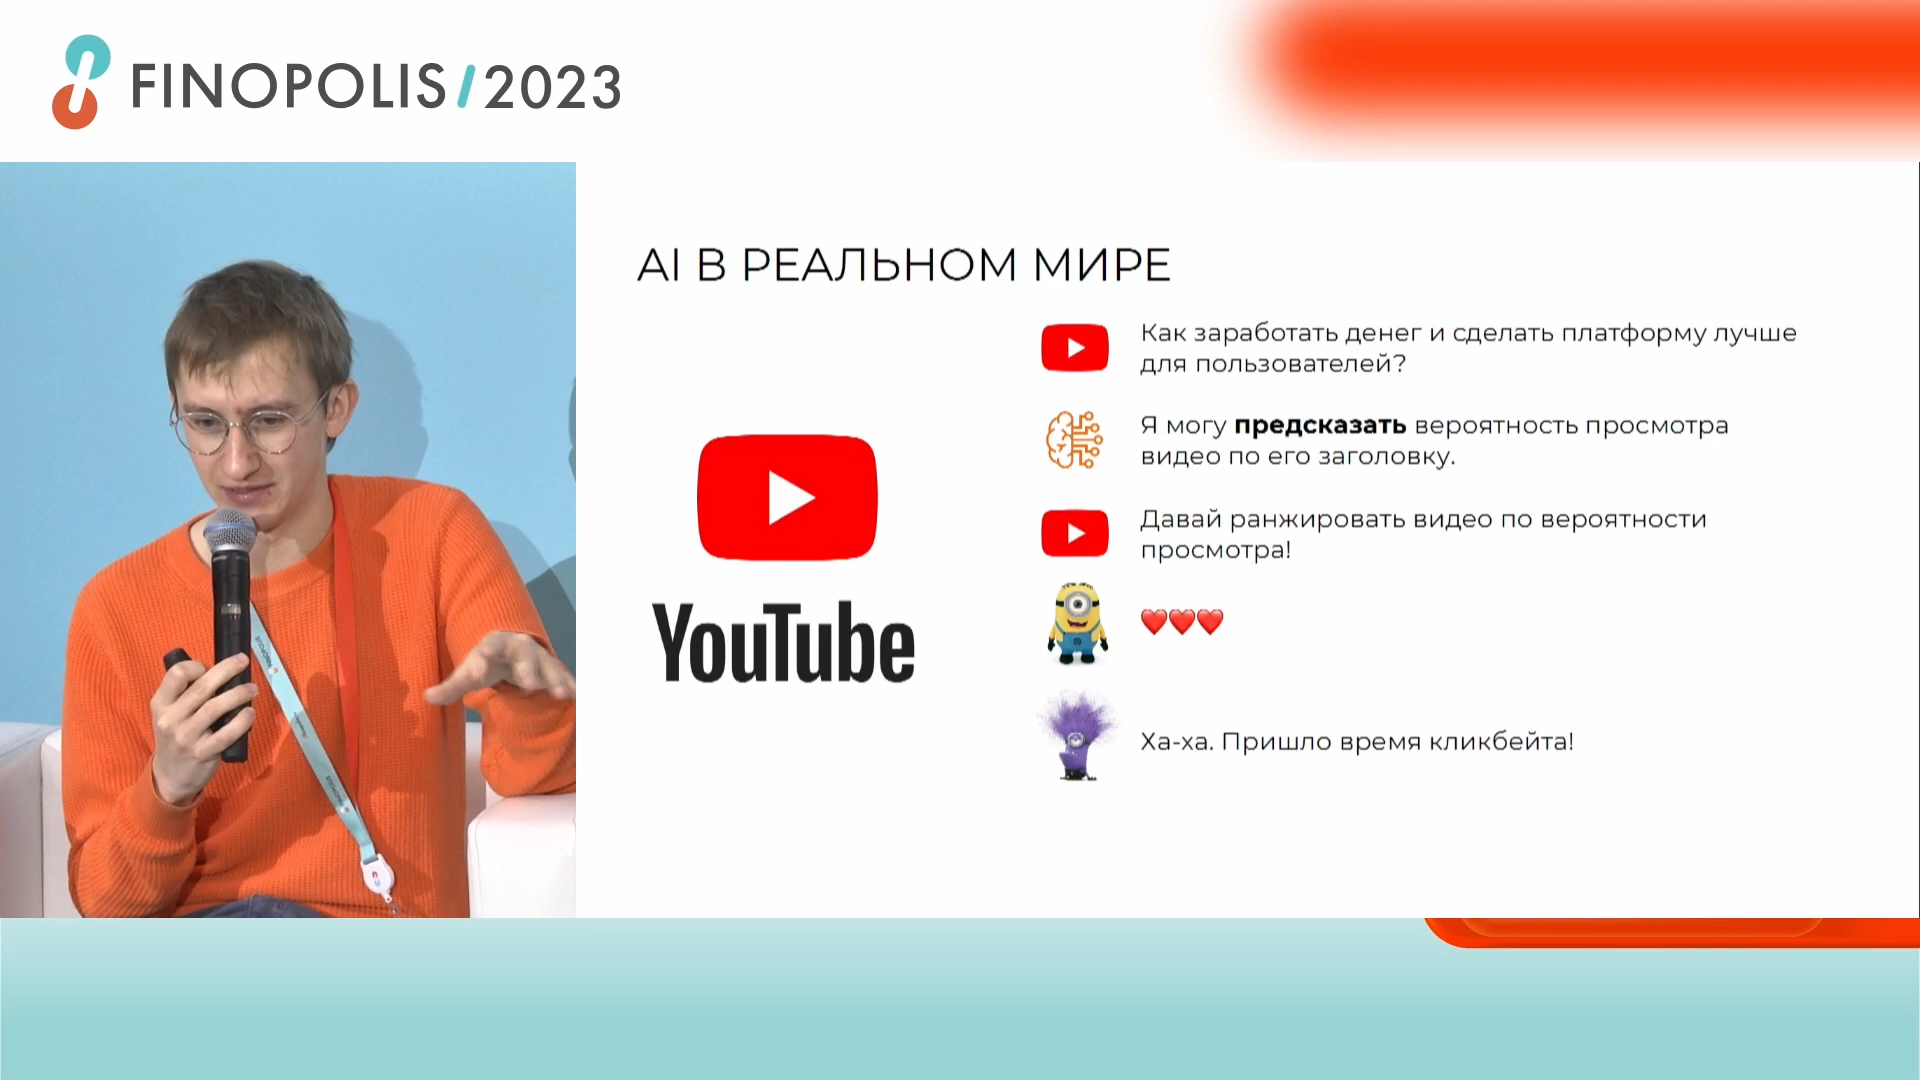 FINOPOLIS/2023
AI В РЕАЛЬНОМ МИРЕ
Как заработать денег и сделать платформу лучше
для пользователей?
Я могу предсказать вероятность просмотра
видео по его заголовку.
Давай ранжировать видео по вероятности
просмотра!
YouTube
Ха-ха. Пришло время кликбейта!